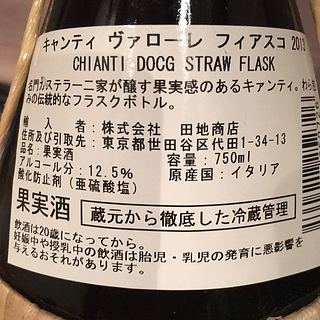 キャンティ ヴァローレ フィアスコ 2013
CHIANTI DOCG STRAW FLASK
名門カステラーニ家が醸す果実感のあるキャンティ。わら包
みの伝統的なフラスクボトル。
輸入者:株式会社 田地商店
住所及び引取先:東京都世田谷区代田1-34-13
品名:果実酒 容量:750ml
アルコール分:12.5% 原産国:イタリア
酸化防止剤(亜硫酸塩)
果実酒 蔵元から徹底した冷蔵管理
飲酒は20歳になってから。
妊娠中や授乳中の飲酒は胎児・乳児の発育に悪影響を
与えるおそれがあります。